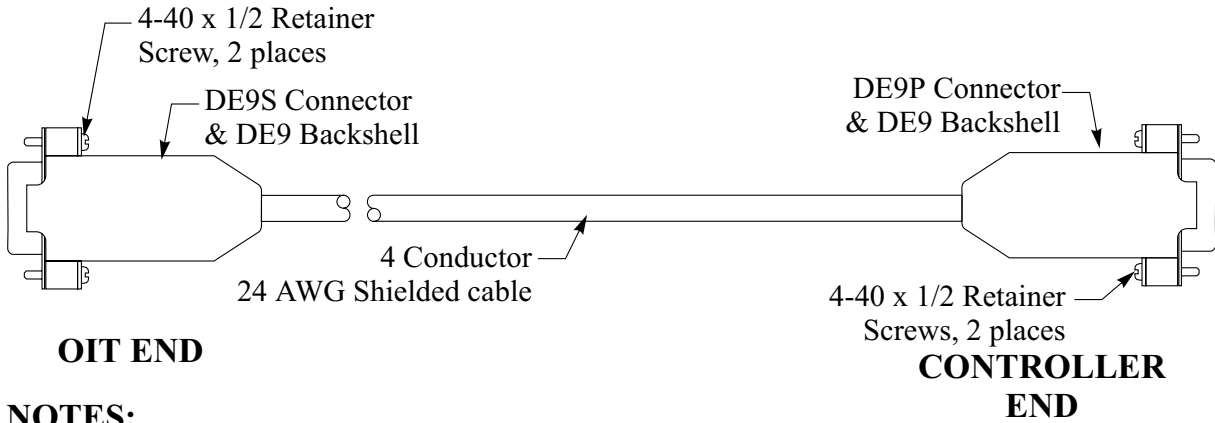 4-40 x 1/2 Retainer
Screw, 2 places
DE9S Connector
& DE9 Backshell
DE9P Connector
& DE9 Backshell
4 Conductor
24 AWG Shielded cable
4-40 x 1/2 Retainer
Screws, 2 places
OIT END
CONTROLLER
END
NOTES: